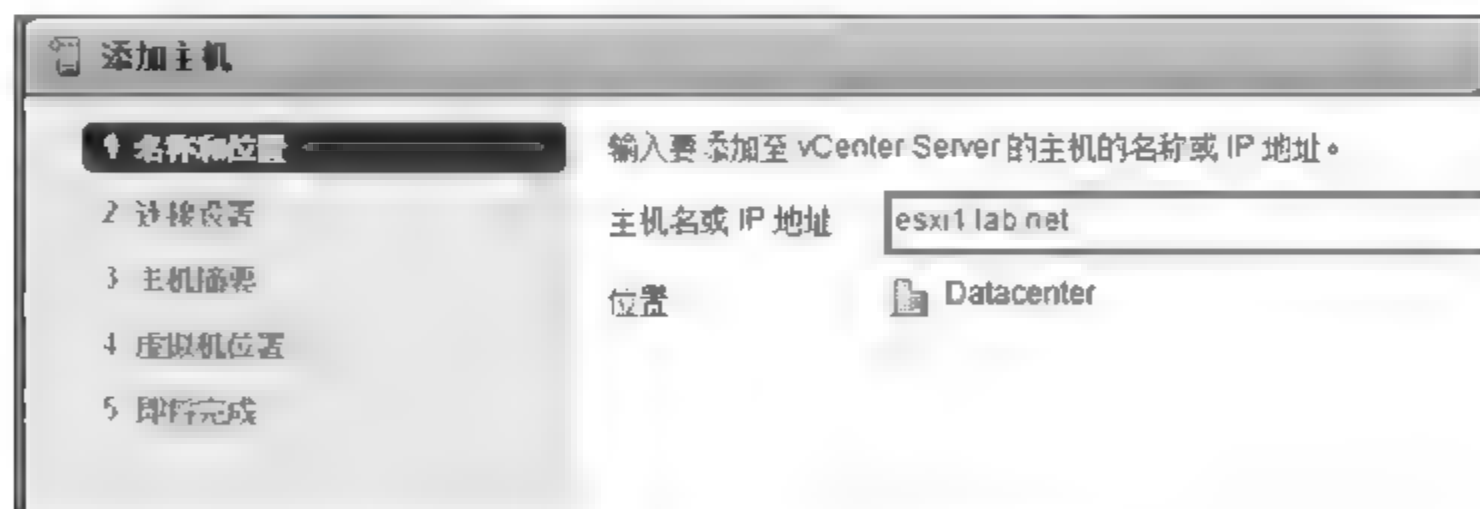 添加主机
1 名称和位置
2 连接设置
3 主机摘要
4 虚拟机位置
5 即将完成
输入要添加至 vCenter Server 的主机的名称或 IP 地址。
主机名或 IP 地址 esxi1.lab.net
位置 Datacenter